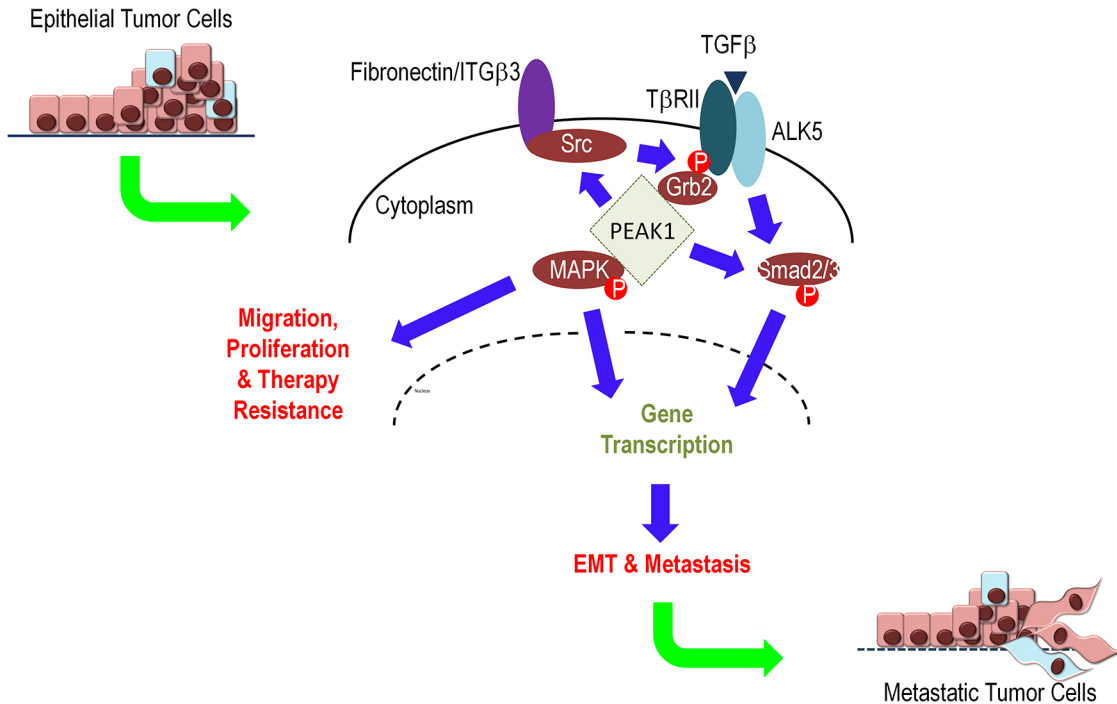 Epithelial Tumor Cells
TGFβ
Fibronectin/ITGβ3
TβRII
ALK5
Src
P
Grb2
Cytoplasm
PEAK1
MAPK
P
Smad2/3
P
Migration,
Proliferation
& Therapy
Resistance
Nucleus
Gene
Transcription
EMT & Metastasis
Metastatic Tumor Cells